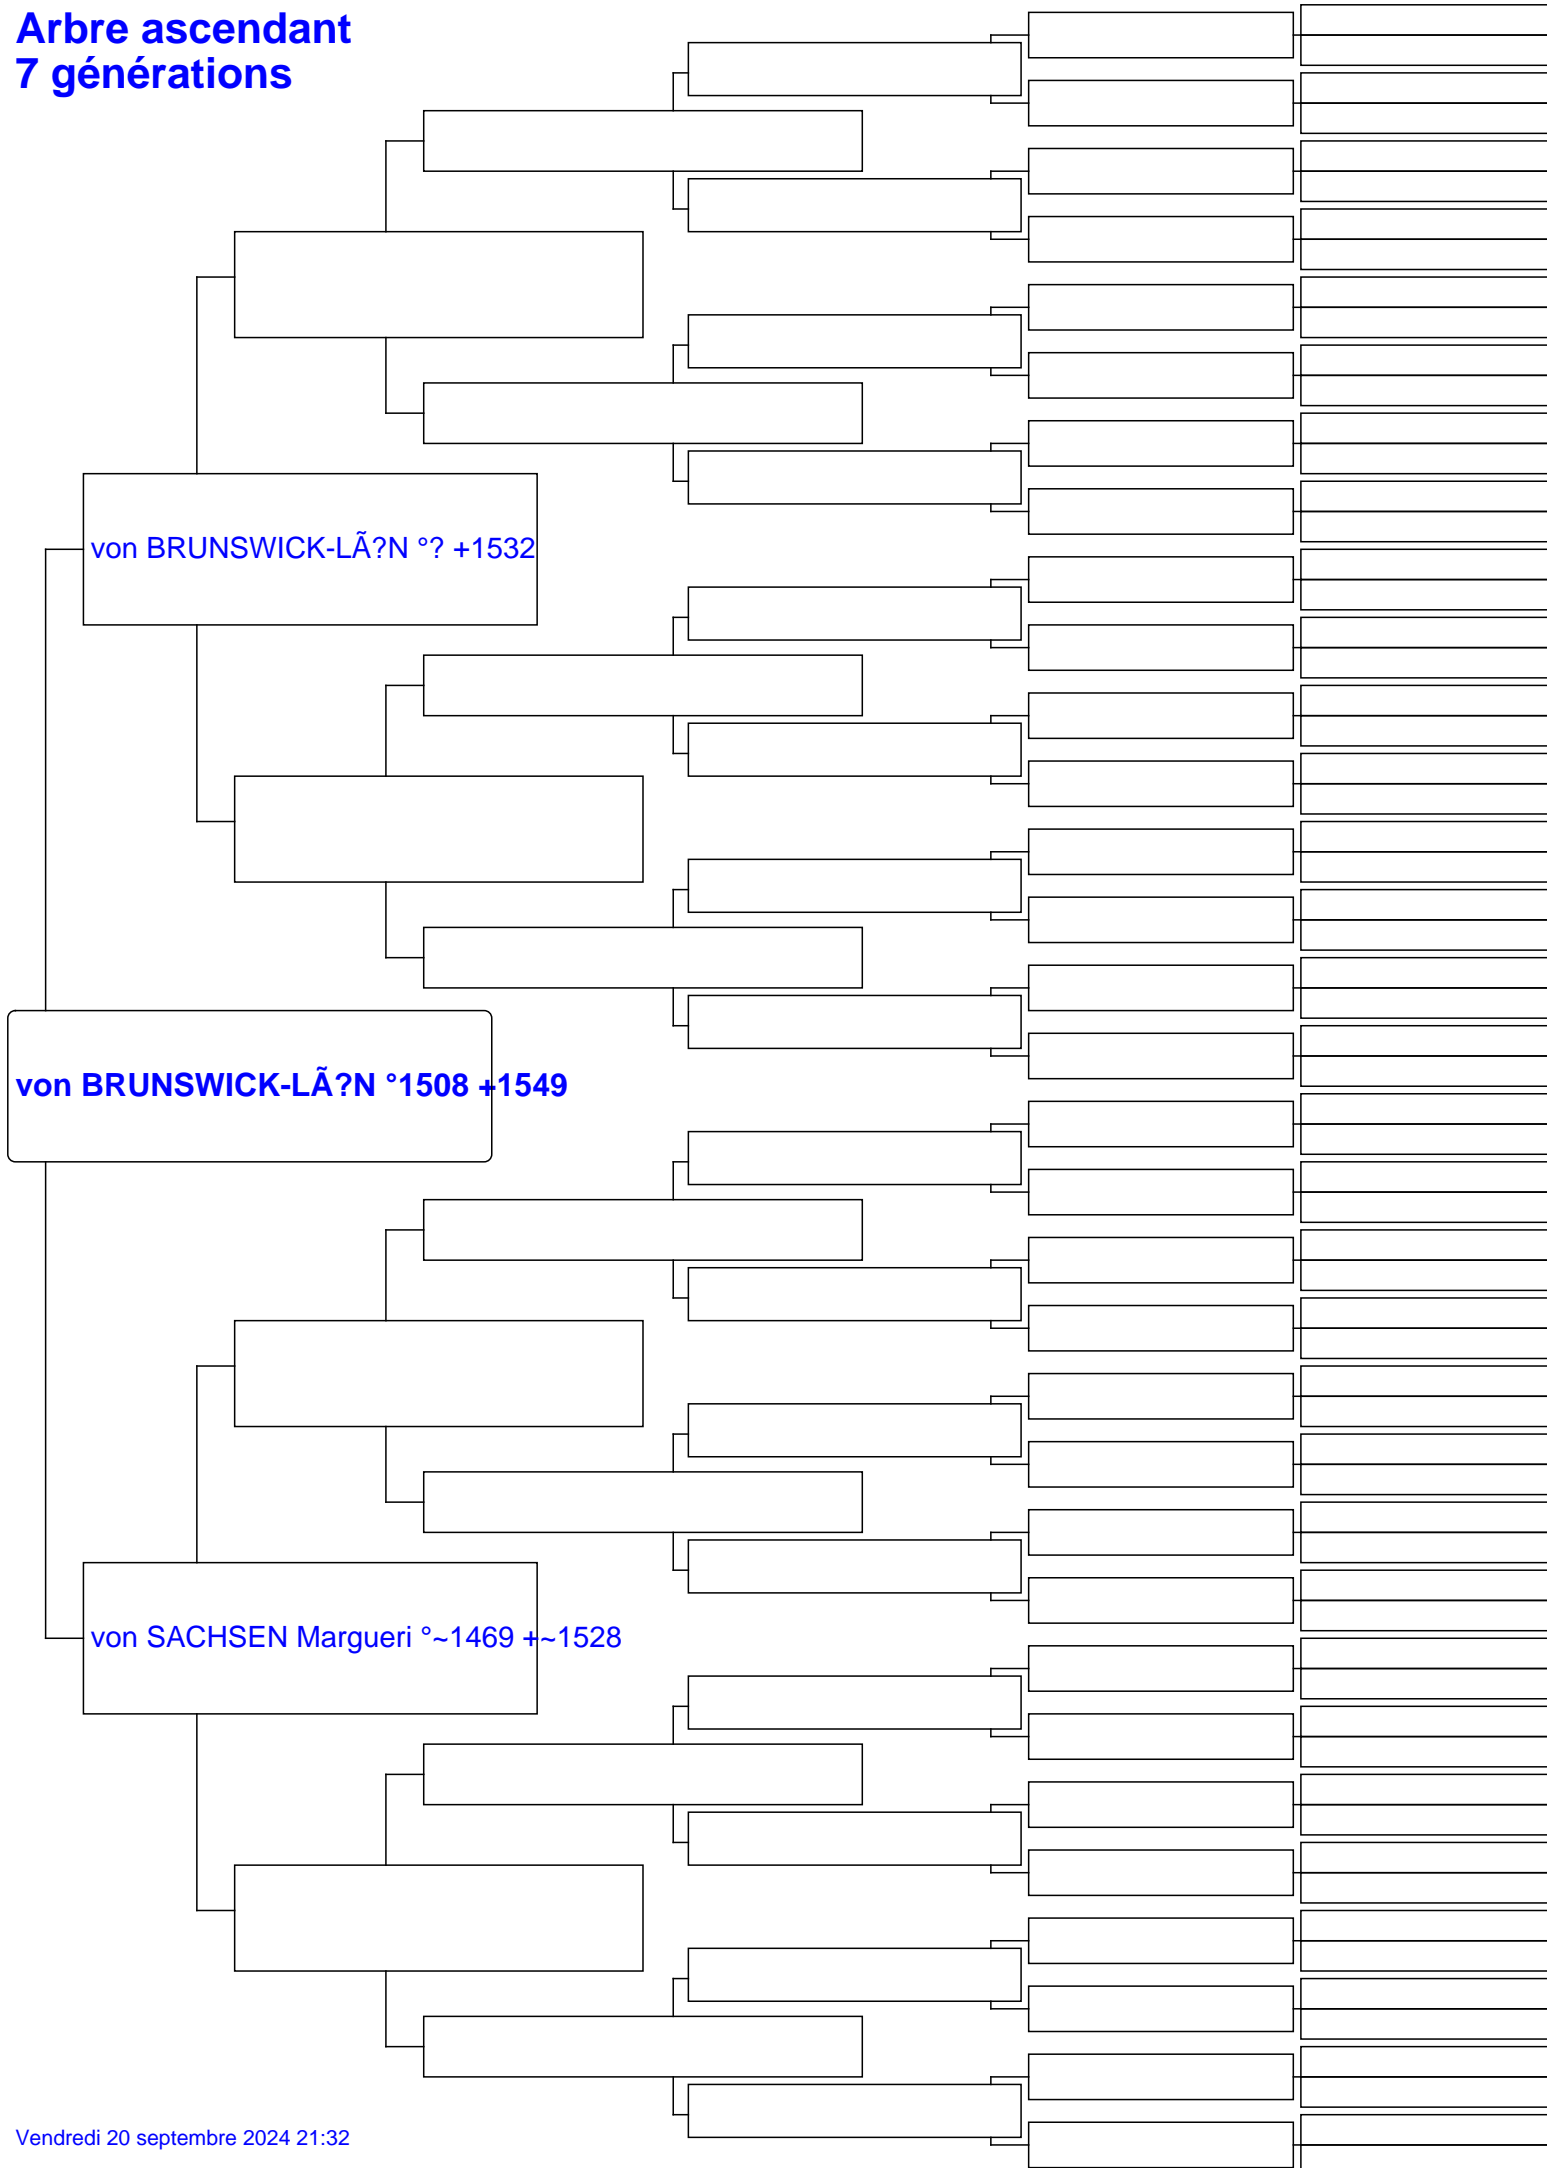 Arbre ascendant
7 générations
von BRUNSWICK-LÃ?N °? +1532
von BRUNSWICK-LÃ?N °1508 +1549
von SACHSEN Margueri °~1469 +~1528
Vendredi 20 septembre 2024 21:32